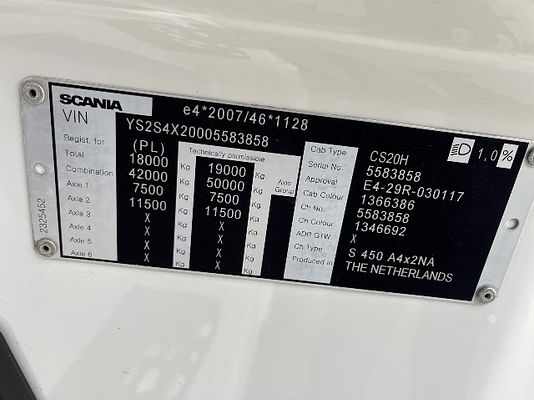 SCANIA e4*2007/46*1128
VIN YS2S4X20005583858
Regist. for (PL) Technically permissible Cab Type CS20H 1,0%
Total 18000 Kg 19000 Kg Serial No. 5583858
Combination 42000 Kg 50000 Kg Approval E4-29R-030117
Axle 1 7500 Kg 7500 Kg Axle Group Cab Colour 1366386
Axle 2 11500 Kg 11500 Kg Ch No. 5583858
Axle 3 X Kg X Kg Ch Colour 1346692
Axle 4 X Kg X Kg ADR GTW X
Axle 5 X Kg X Kg Ch Type S 450 A4x2NA
Axle 6 X Kg X Kg Produced in THE NETHERLANDS
2325452